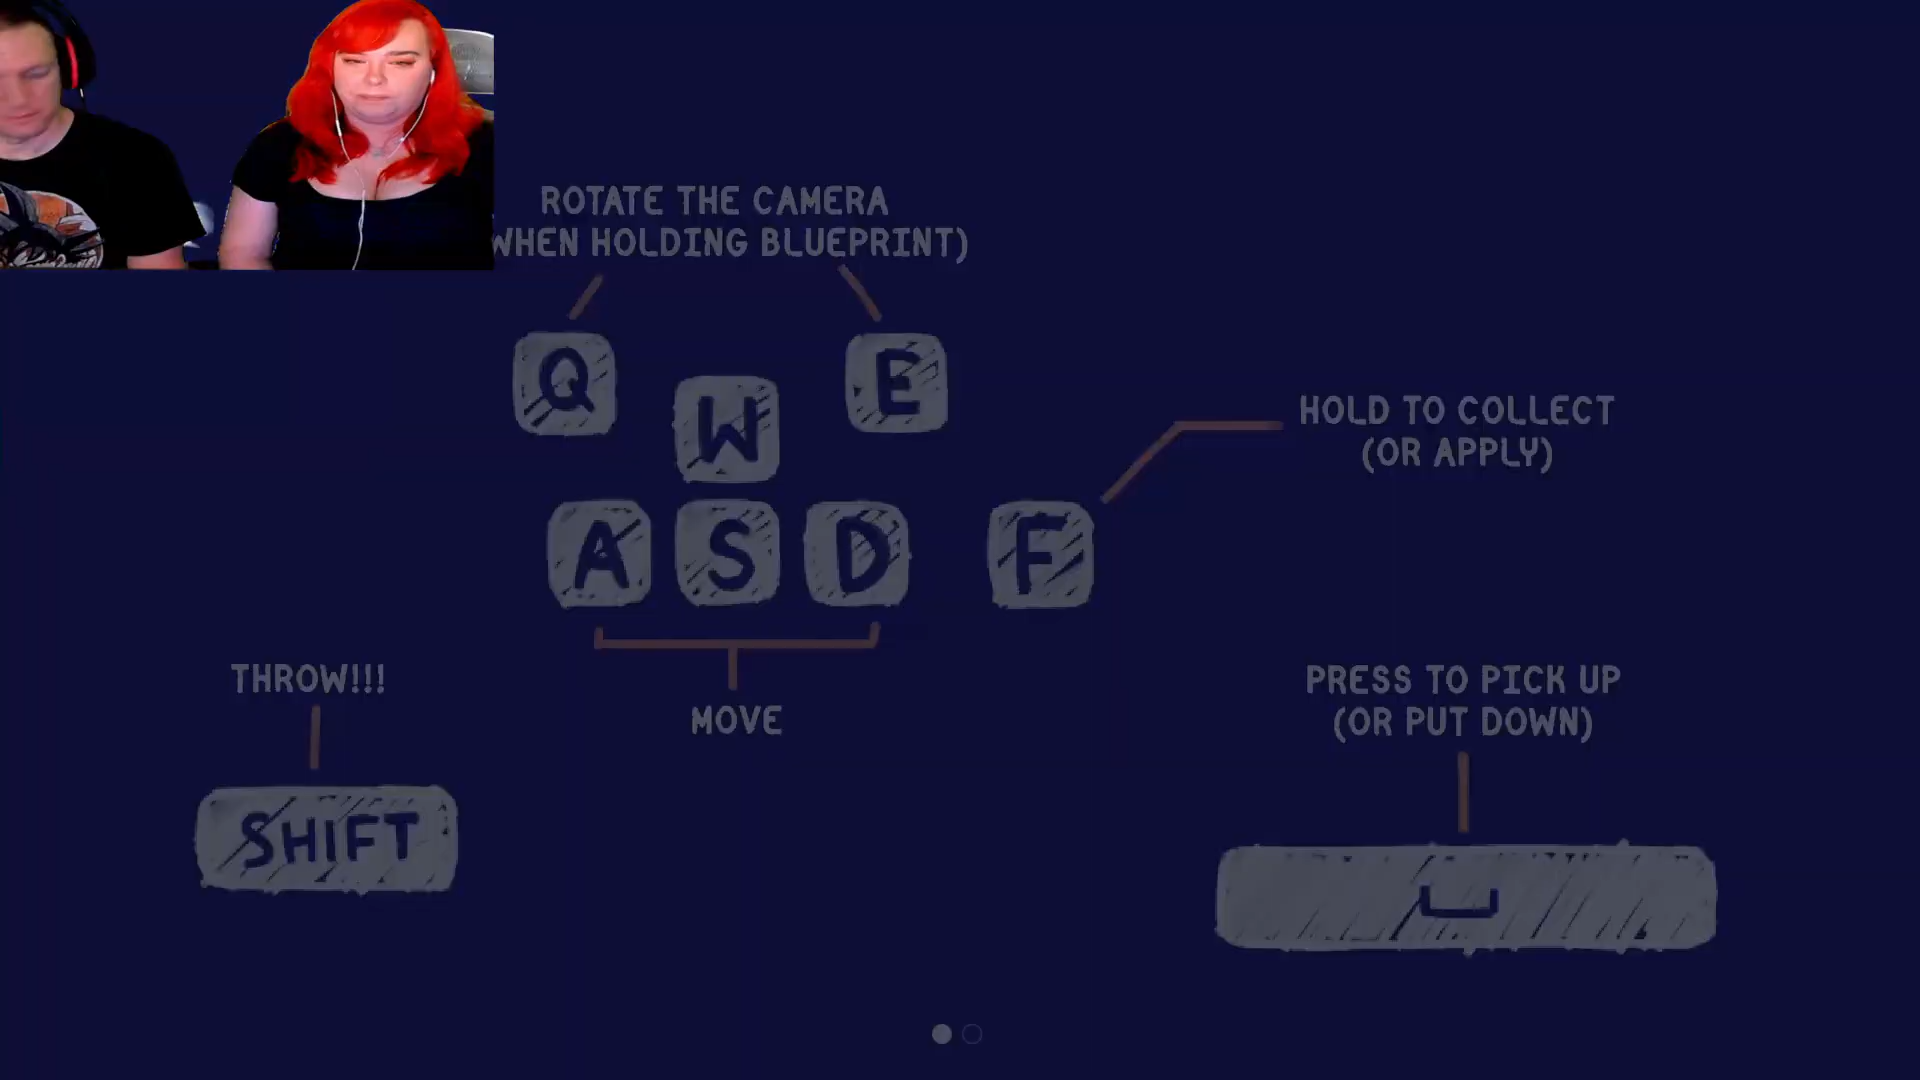 ROTATE THE CAMERA
WHEN HOLDING BLUEPRINT)
Q
W
E
HOLD TO COLLECT
(OR APPLY)
A
S
D
F
THROW!!!
MOVE
PRESS TO PICK UP
(OR PUT DOWN)
SHIFT